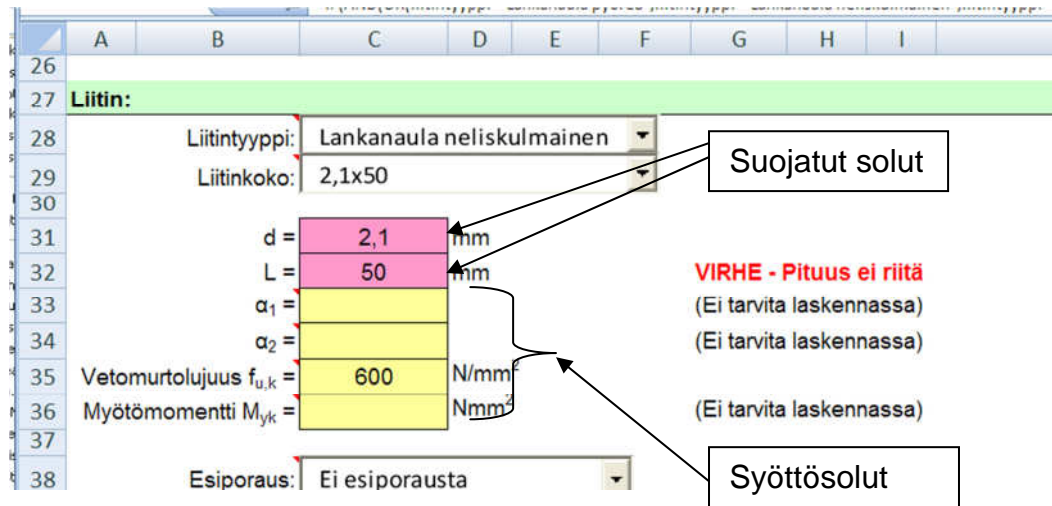 A B C D E F G H I
26
27 Liitin:
28 Liitintyyppi: Lankanaula neliskulmainen
Suojatut solut
29 Liitinkoko: 2,1x50
30
31 d = 2,1 mm
32 L = 50 mm VIRHE - Pituus ei riitä
33 α₁ = (Ei tarvita laskennassa)
34 α₂ = (Ei tarvita laskennassa)
35 Vetomurtolujuus fu,k = 600 N/mm²
36 Myötömomentti Myk = Nmm² (Ei tarvita laskennassa)
37
38 Esiporaus: Ei esiporausta
Syöttösolut